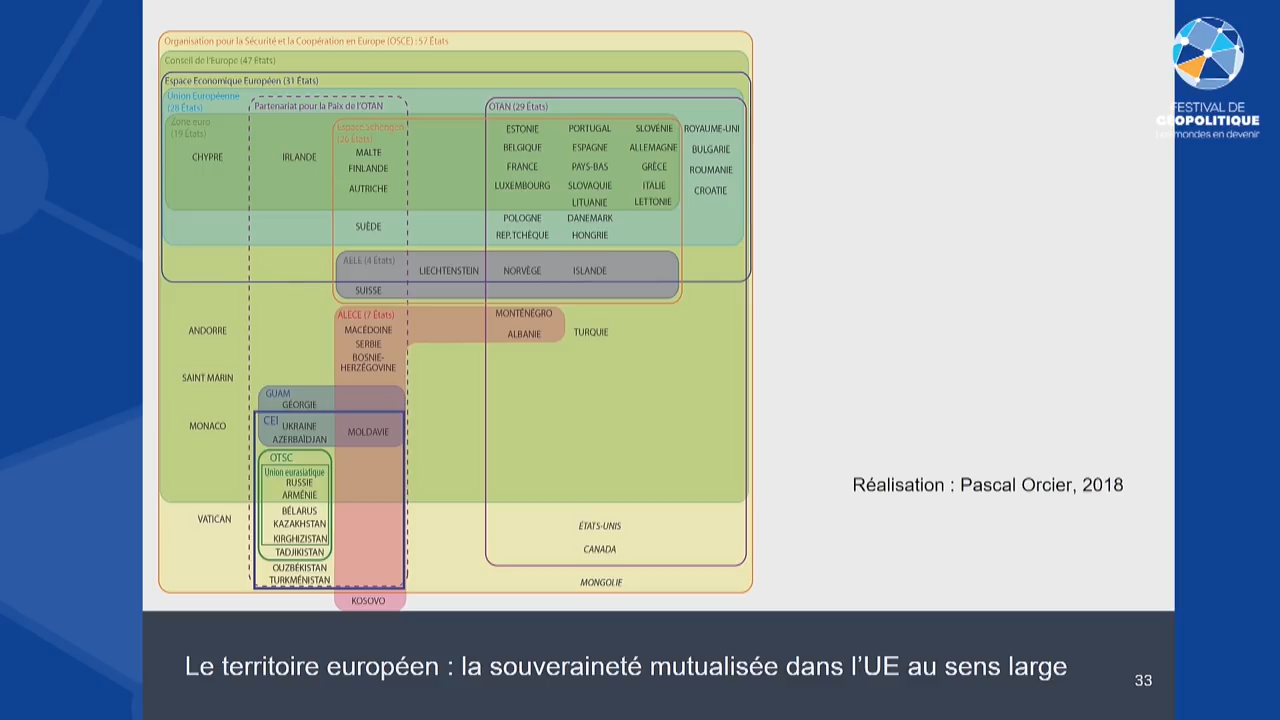 Organisation pour la Sécurité et la Coopération en Europe (OSCE) : 57 États
Conseil de l'Europe (47 États)
Espace Economique Européen (31 États)
Union Européenne
(28 États)
Partenariat pour la Paix de l'OTAN
OTAN (29 États)
Zone euro
(19 États)
Espace Schengen
(26 États)
CHYPRE
IRLANDE
MALTE
FINLANDE
AUTRICHE
SUÈDE
ESTONIE
PORTUGAL
SLOVÉNIE
ROYAUME-UNI
BELGIQUE
ESPAGNE
ALLEMAGNE
BULGARIE
FRANCE
PAYS-BAS
GRÈCE
ROUMANIE
LUXEMBOURG
SLOVAQUIE
ITALIE
CROATIE
LITUANIE
LETTONIE
POLOGNE
DANEMARK
REP.TCHÈQUE
HONGRIE
AELE (4 États)
LIECHTENSTEIN
NORVÈGE
ISLANDE
SUISSE
ALECE (7 États)
MONTÉNÉGRO
ANDORRE
MACÉDOINE
ALBANIE
TURQUIE
SERBIE
BOSNIE-
HERZÉGOVINE
SAINT MARIN
GUAM
GÉORGIE
MONACO
CEI
UKRAINE
AZERBAÏDJAN
MOLDAVIE
OTSC
Union eurasiatique
RUSSIE
ARMÉNIE
BÉLARUS
KAZAKHSTAN
KIRGHIZISTAN
TADJIKISTAN
OUZBÉKISTAN
TURKMÉNISTAN
VATICAN
ÉTATS-UNIS
CANADA
MONGOLIE
KOSOVO
FESTIVAL DE
GÉOPOLITIQUE
Les mondes en devenir
Réalisation : Pascal Orcier, 2018
Le territoire européen : la souveraineté mutualisée dans l'UE au sens large
33